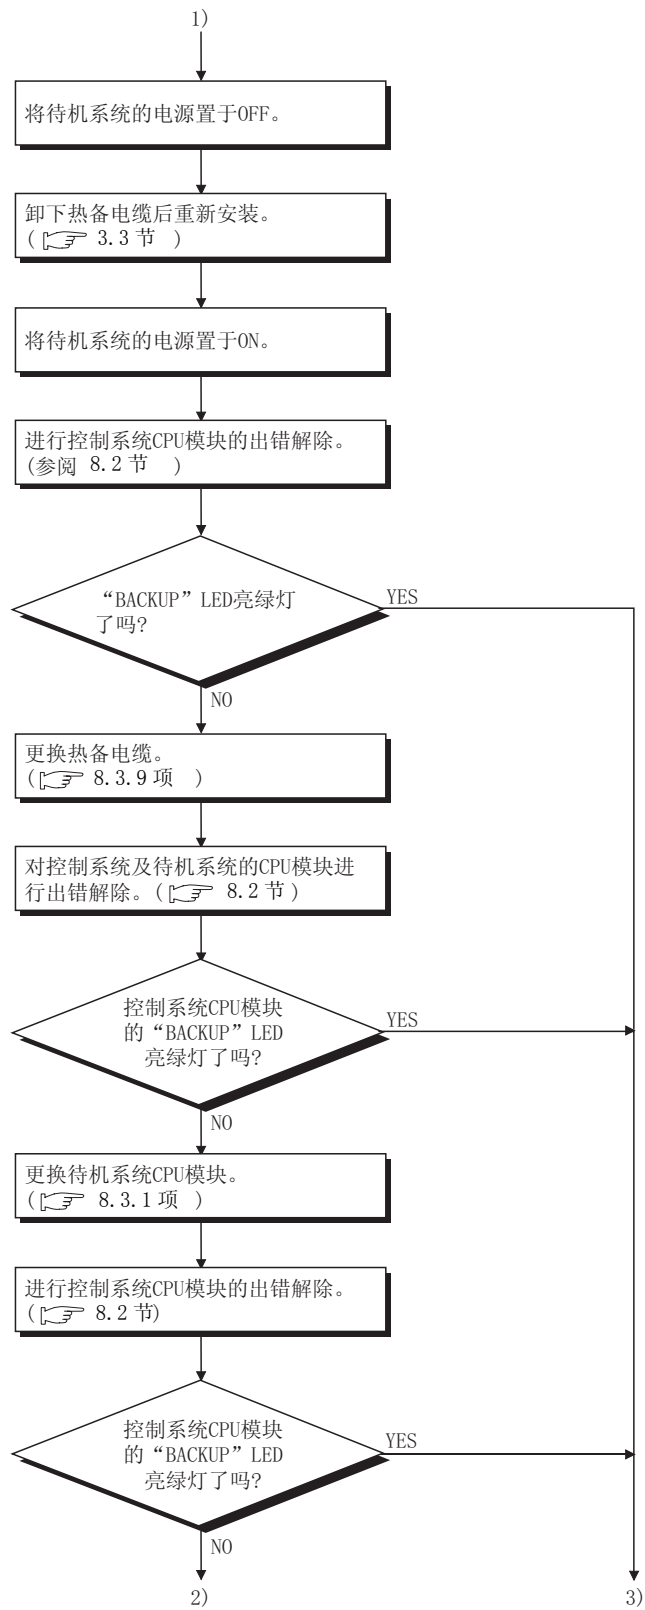 1)
将待机系统的电源置于OFF。
卸下热备电缆后重新安装。
( 3.3 节 )
将待机系统的电源置于ON。
进行控制系统CPU模块的出错解除。
(参阅 8.2 节 )
“BACKUP”LED亮绿灯
了吗?
YES
NO
更换热备电缆。
( 8.3.9 项 )
对控制系统及待机系统的CPU模块进
行出错解除。( 8.2 节 )
控制系统CPU模块
的“BACKUP”LED
亮绿灯了吗?
YES
NO
更换待机系统CPU模块。
( 8.3.1 项 )
进行控制系统CPU模块的出错解除。
( 8.2 节)
控制系统CPU模块
的“BACKUP”LED
亮绿灯了吗?
YES
NO
2)
3)